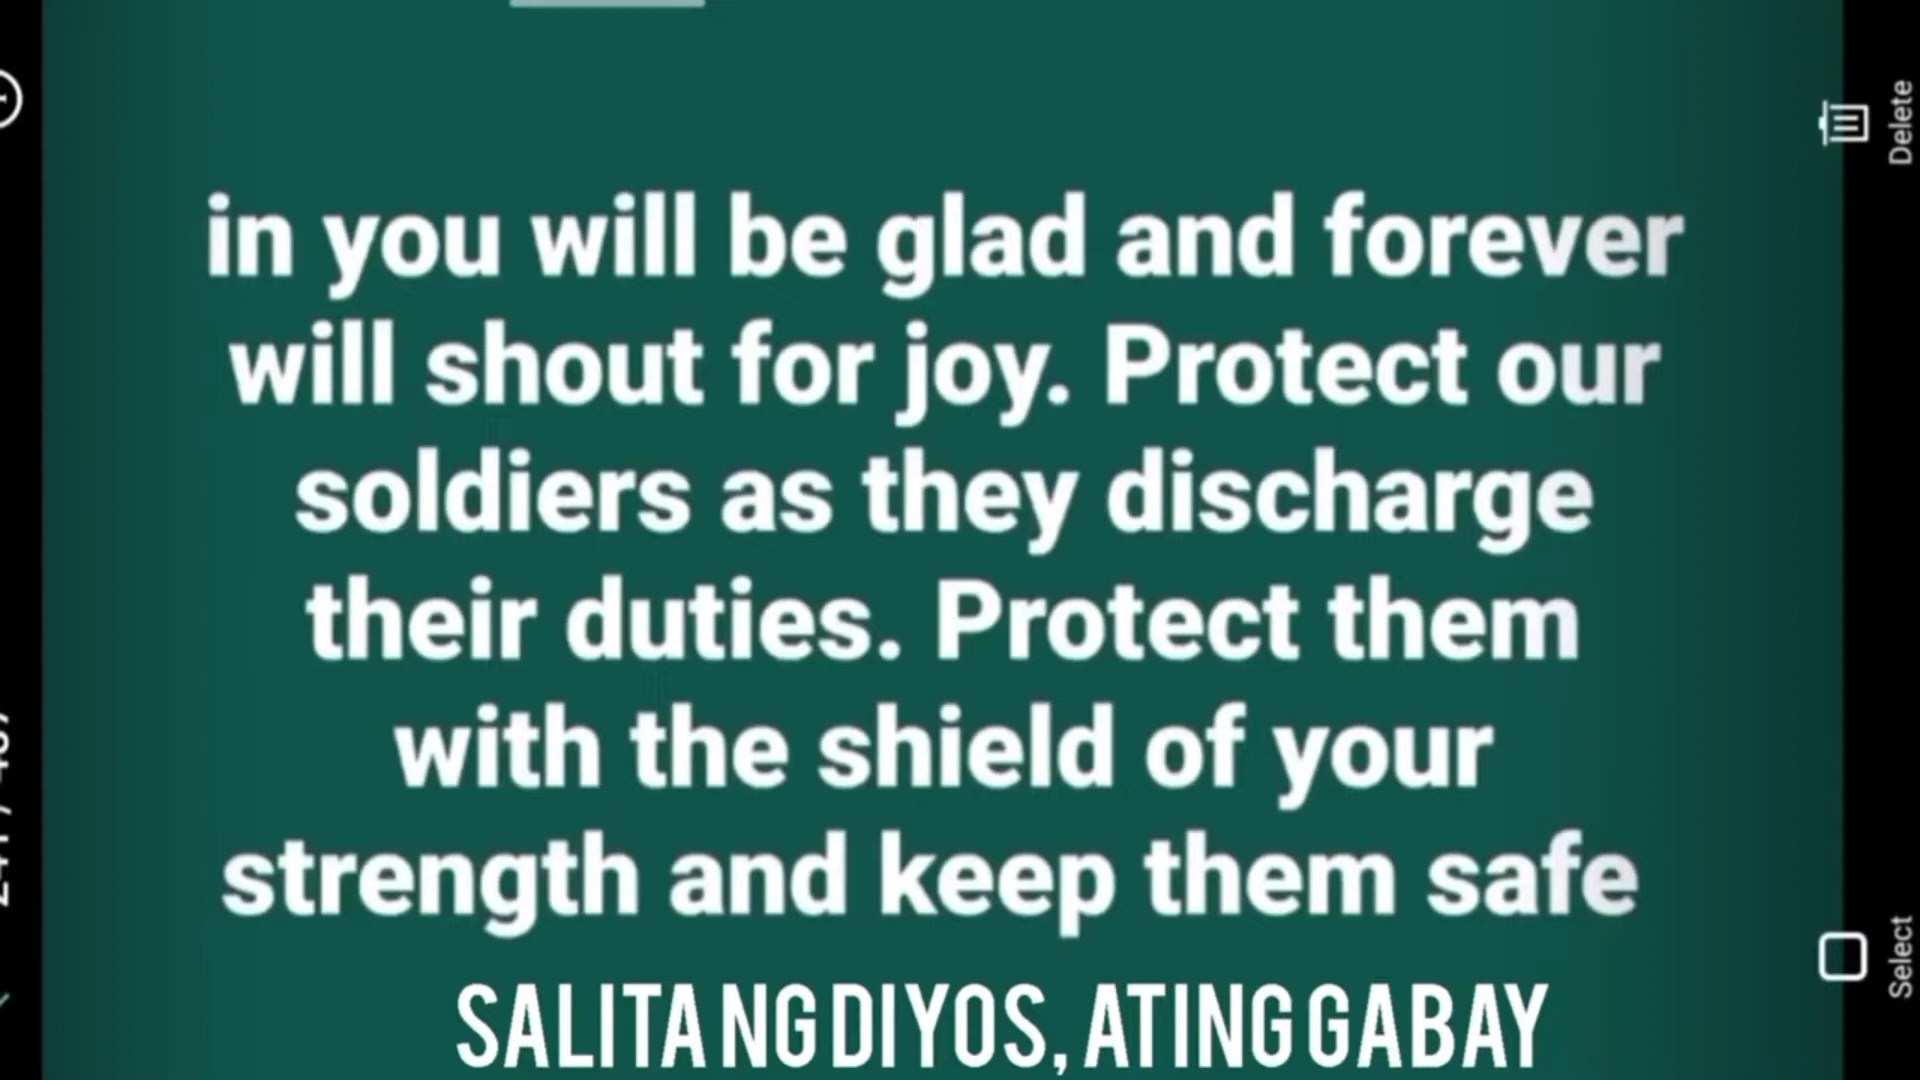 in you will be glad and forever
will shout for joy. Protect our
soldiers as they discharge
their duties. Protect them
with the shield of your
strength and keep them safe
SALITA NG DIYOS, ATING GABAY
Delete
Select